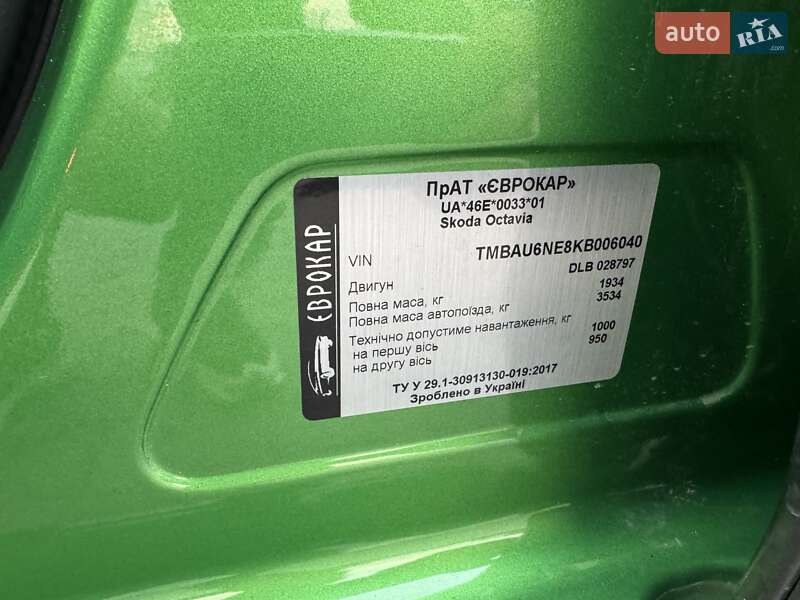 auto RIA .com
ЄВРОКАР
ПрАТ «ЄВРОКАР»
UA*46E*0033*01
Skoda Octavia
VIN TMBAU6NE8KB006040
Двигун DLB 028797
Повна маса, кг 1934
Повна маса автопоїзда, кг 3534
Технічно допустиме навантаження, кг
на першу вісь 1000
на другу вісь 950
ТУ У 29.1-30913130-019:2017
Зроблено в Україні